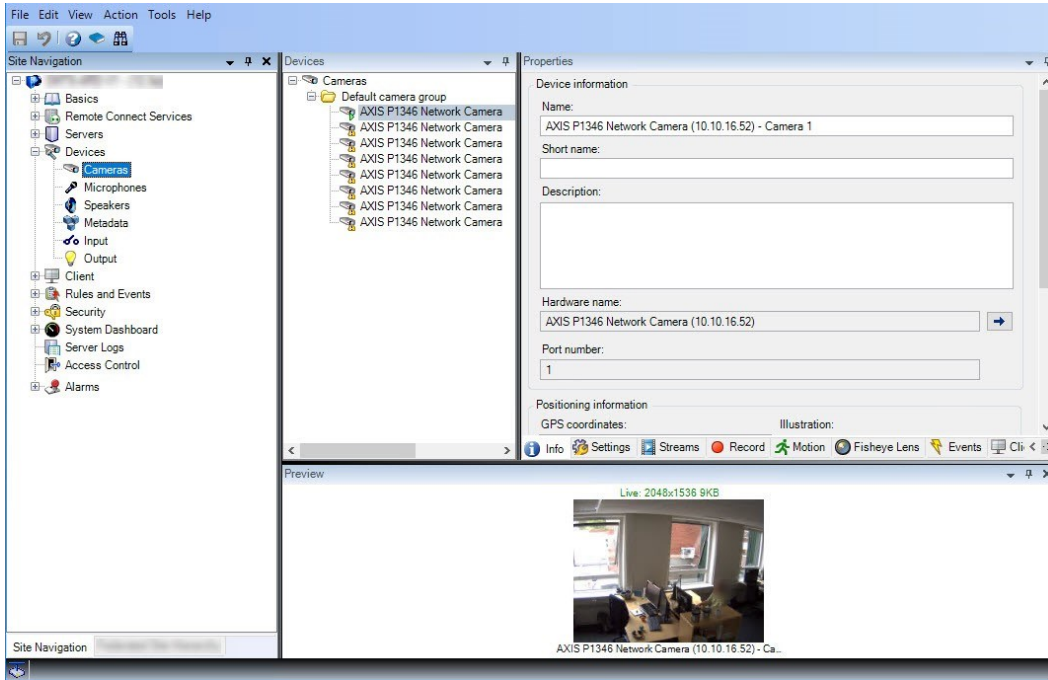 File Edit View Action Tools Help
Site Navigation
Basics
Remote Connect Services
Servers
Devices
Cameras
Microphones
Speakers
Metadata
Input
Output
Client
Rules and Events
Security
System Dashboard
Server Logs
Access Control
Alarms
Site Navigation
Devices
Cameras
Default camera group
AXIS P1346 Network Camera
AXIS P1346 Network Camera
AXIS P1346 Network Camera
AXIS P1346 Network Camera
AXIS P1346 Network Camera
AXIS P1346 Network Camera
AXIS P1346 Network Camera
AXIS P1346 Network Camera
Properties
Device information
Name:
AXIS P1346 Network Camera (10.10.16.52) - Camera 1
Short name:
Description:
Hardware name:
AXIS P1346 Network Camera (10.10.16.52)
Port number:
1
Positioning information
GPS coordinates: Illustration:
Info Settings Streams Record Motion Fisheye Lens Events Cli
Preview
Live: 2048x1536 9KB
AXIS P1346 Network Camera (10.10.16.52) - Ca...